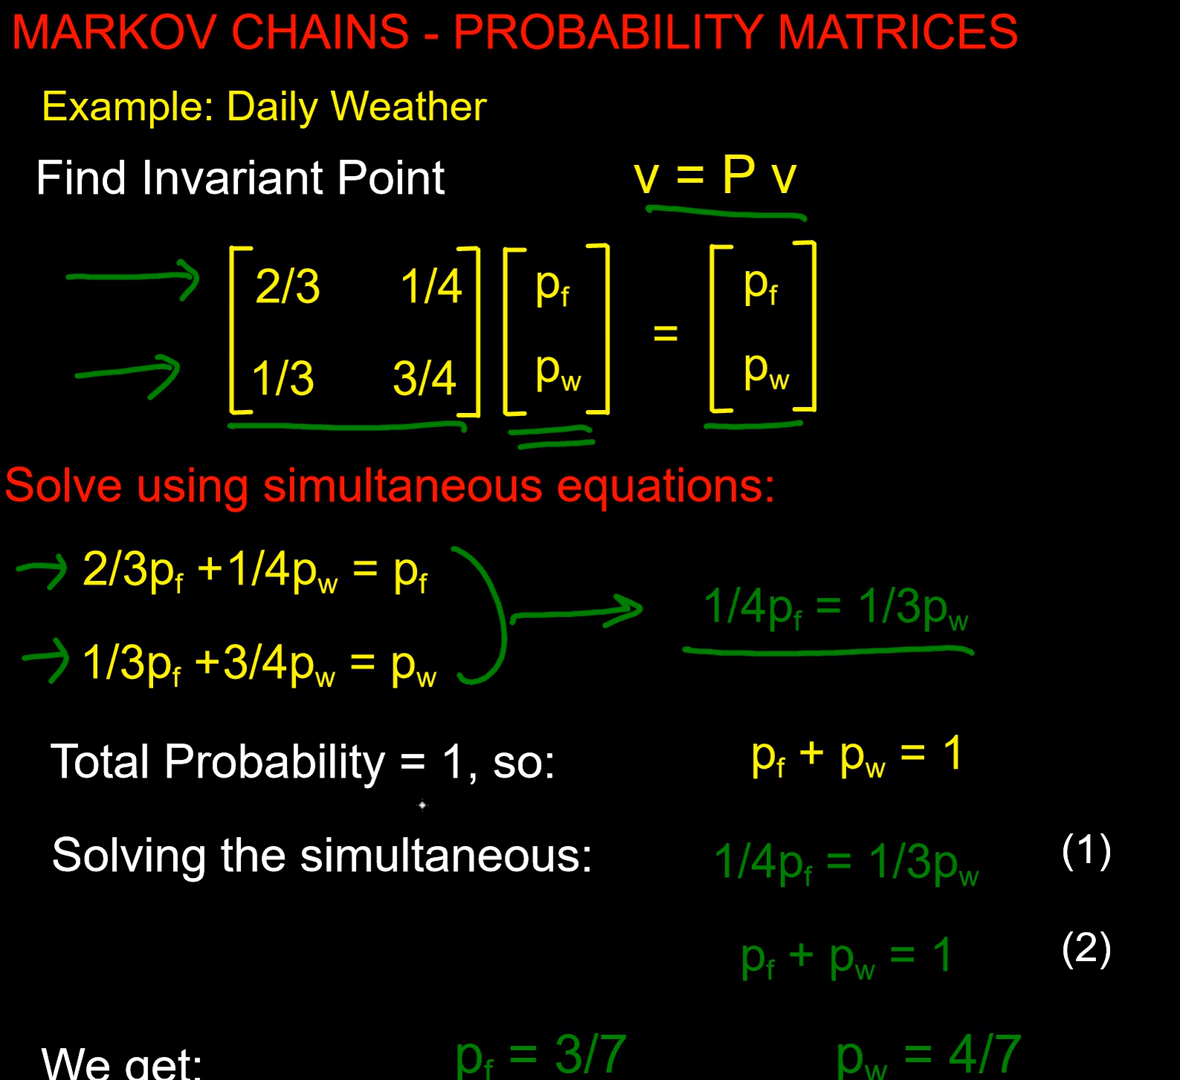 MARKOV CHAINS - PROBABILITY MATRICES
Example: Daily Weather
Find Invariant Point v = P v
2/3 1/4 pf pf
=
1/3 3/4 pw pw
Solve using simultaneous equations:
2/3pf +1/4pw = pf
1/4pf = 1/3pw
1/3pf +3/4pw = pw
Total Probability = 1, so: pf + pw = 1
Solving the simultaneous: 1/4pf = 1/3pw (1)
pf + pw = 1 (2)
We get: pf = 3/7 pw = 4/7